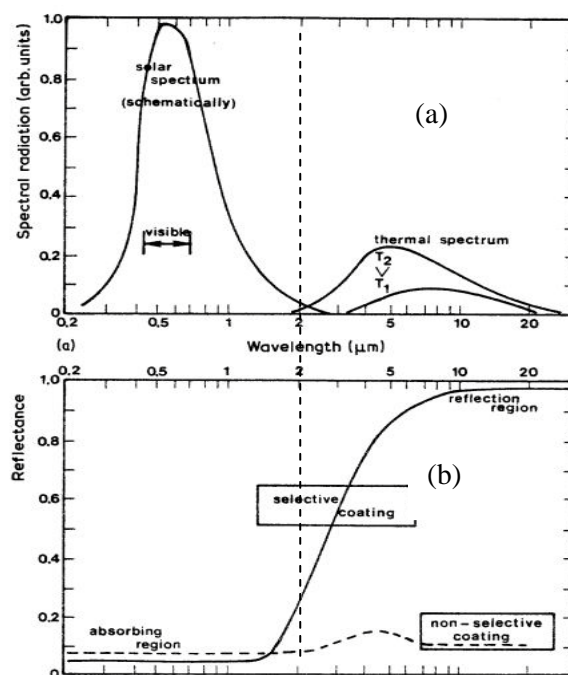 Spectral radiation (arb. units)
1.0
0.8
0.6
0.4
0.2
0
solar
spectrum
(schematically)
visible
(a)
thermal spectrum
T2
V
T1
0,2
0,5
1
2
5
10
20
(a)
Wavelength (μm)
0.2
0.5
1
2
5
10
20
Reflectance
1.0
0.8
0.6
0.4
0.2
0
reflection
region
(b)
selective
coating
absorbing
region
non-selective
coating